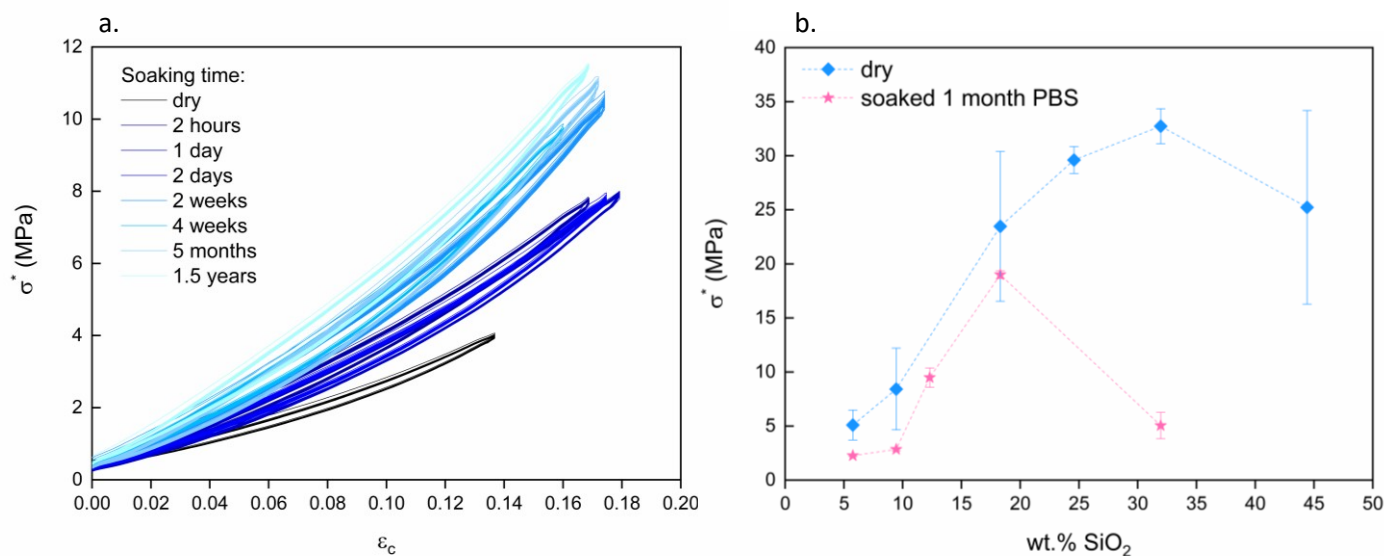 a.
12
10
8
6
4
2
0
σ* (MPa)
Soaking time:
dry
2 hours
1 day
2 days
2 weeks
4 weeks
5 months
1.5 years
0.00 0.02 0.04 0.06 0.08 0.10 0.12 0.14 0.16 0.18 0.20
εc
b.
40
35
30
25
20
15
10
5
0
σ* (MPa)
dry
soaked 1 month PBS
0 5 10 15 20 25 30 35 40 45 50
wt.% SiO2